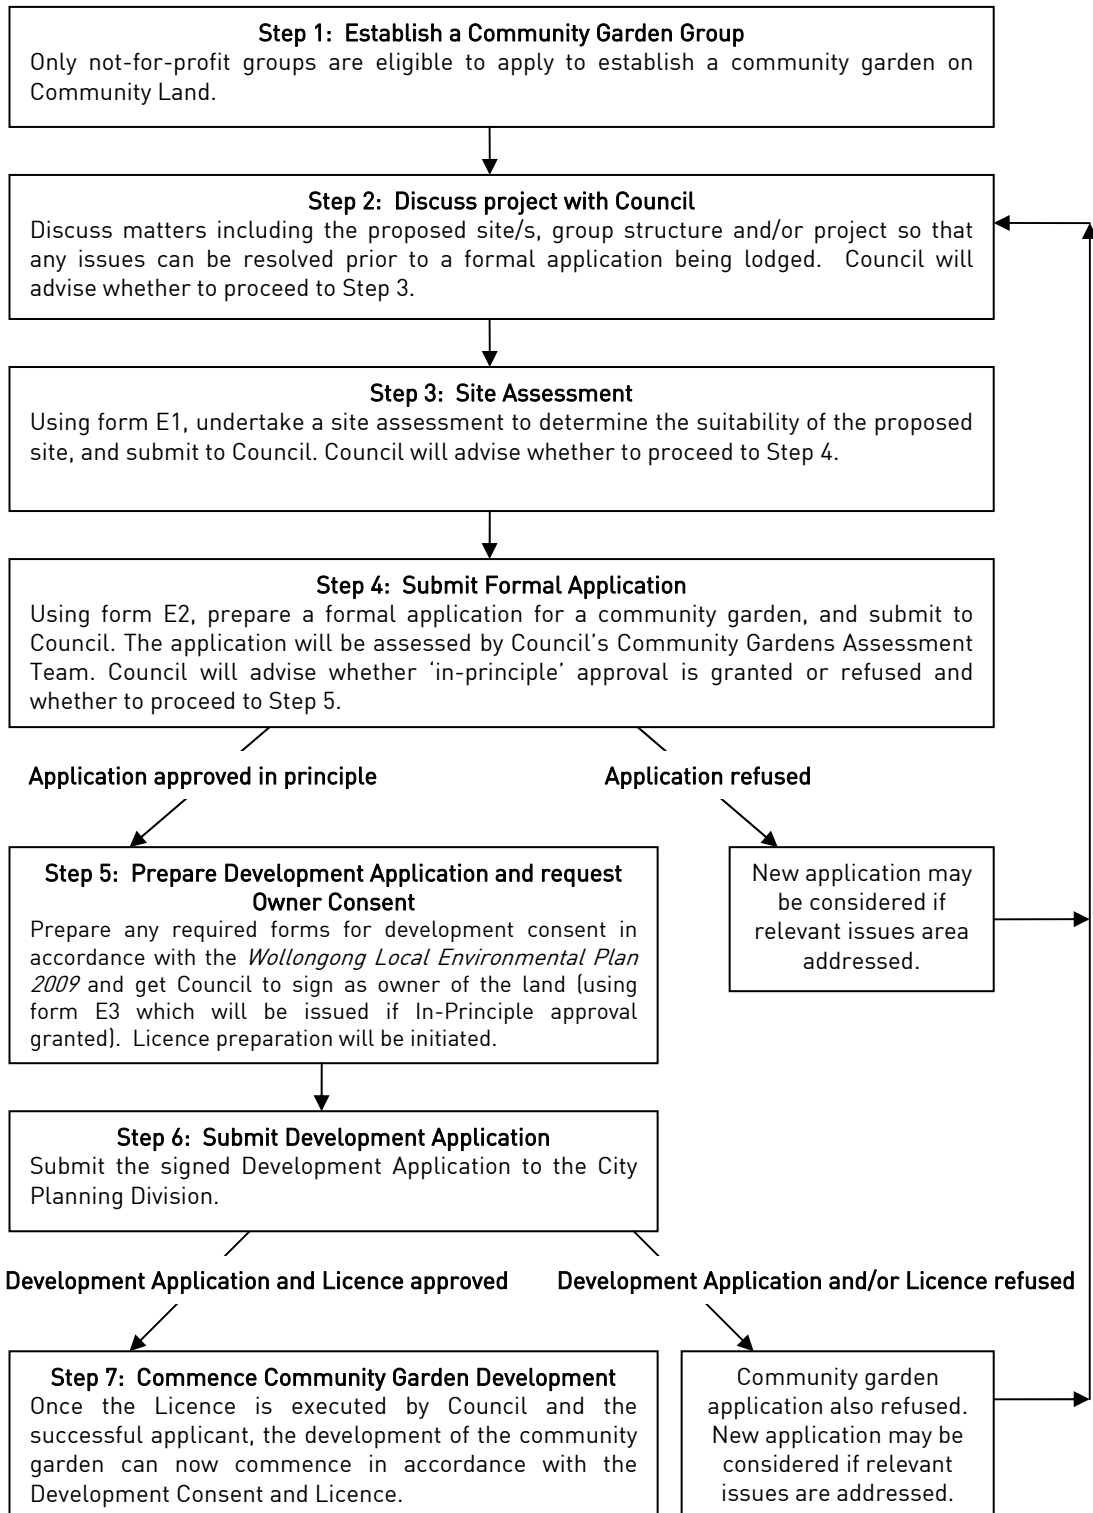 Step 1: Establish a Community Garden Group
Only not-for-profit groups are eligible to apply to establish a community garden on
Community Land.
Step 2: Discuss project with Council
Discuss matters including the proposed site/s, group structure and/or project so that
any issues can be resolved prior to a formal application being lodged. Council will
advise whether to proceed to Step 3.
Step 3: Site Assessment
Using form E1, undertake a site assessment to determine the suitability of the proposed
site, and submit to Council. Council will advise whether to proceed to Step 4.
Step 4: Submit Formal Application
Using form E2, prepare a formal application for a community garden, and submit to
Council. The application will be assessed by Council's Community Gardens Assessment
Team. Council will advise whether 'in-principle' approval is granted or refused and
whether to proceed to Step 5.
Application approved in principle
Application refused
Step 5: Prepare Development Application and request
Owner Consent
Prepare any required forms for development consent in
accordance with the Wollongong Local Environmental Plan
2009 and get Council to sign as owner of the land (using
form E3 which will be issued if In-Principle approval
granted). Licence preparation will be initiated.
New application may
be considered if
relevant issues area
addressed.
Step 6: Submit Development Application
Submit the signed Development Application to the City
Planning Division.
Development Application and Licence approved
Development Application and/or Licence refused
Step 7: Commence Community Garden Development
Once the Licence is executed by Council and the
successful applicant, the development of the community
garden can now commence in accordance with the
Development Consent and Licence.
Community garden
application also refused.
New application may be
considered if relevant
issues are addressed.